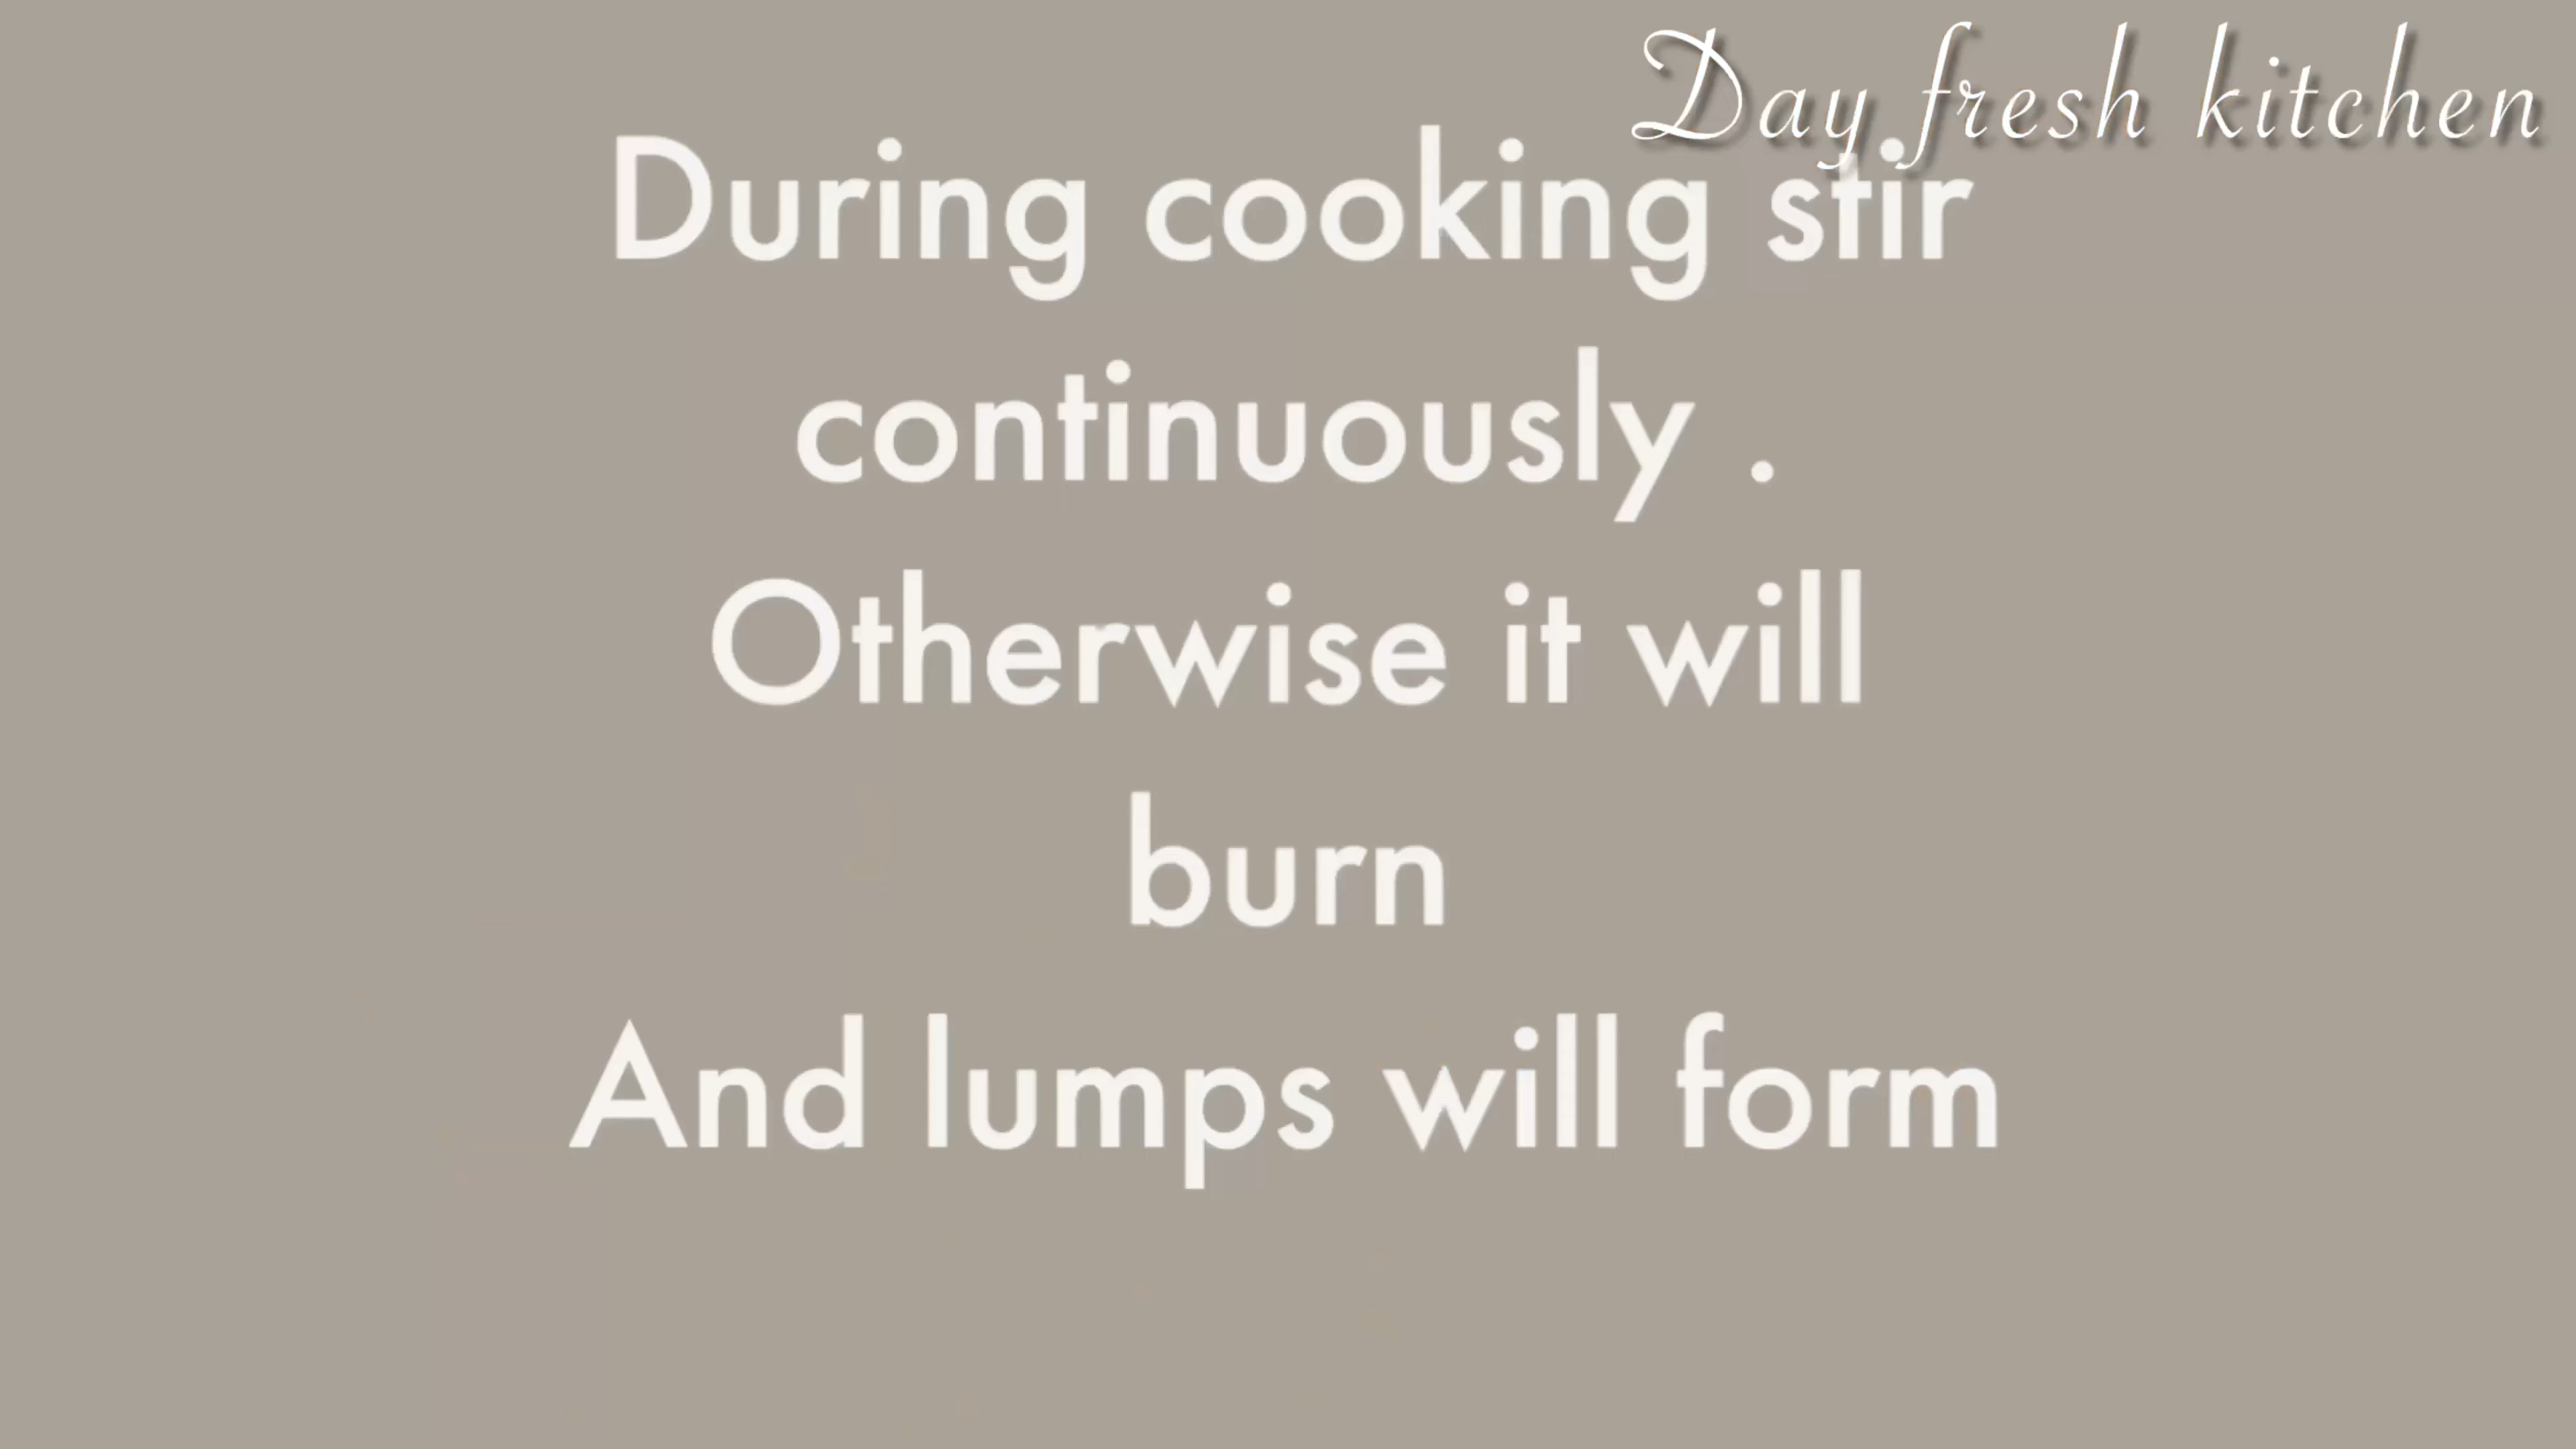 Day fresh kitchen
During cooking stir
continuously .
Otherwise it will
burn
And lumps will form